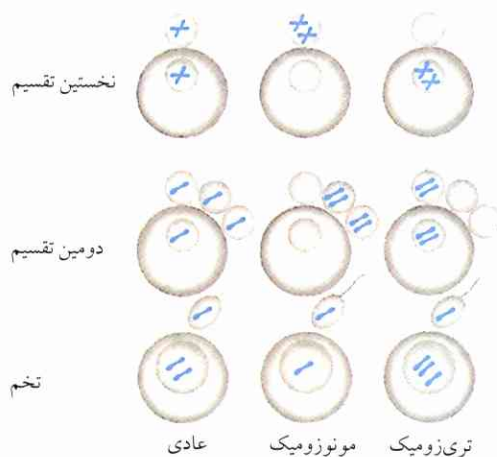 نخستین تقسیم
دومین تقسیم
تخم
عادی
مونوزومیک
تری‌زومیک